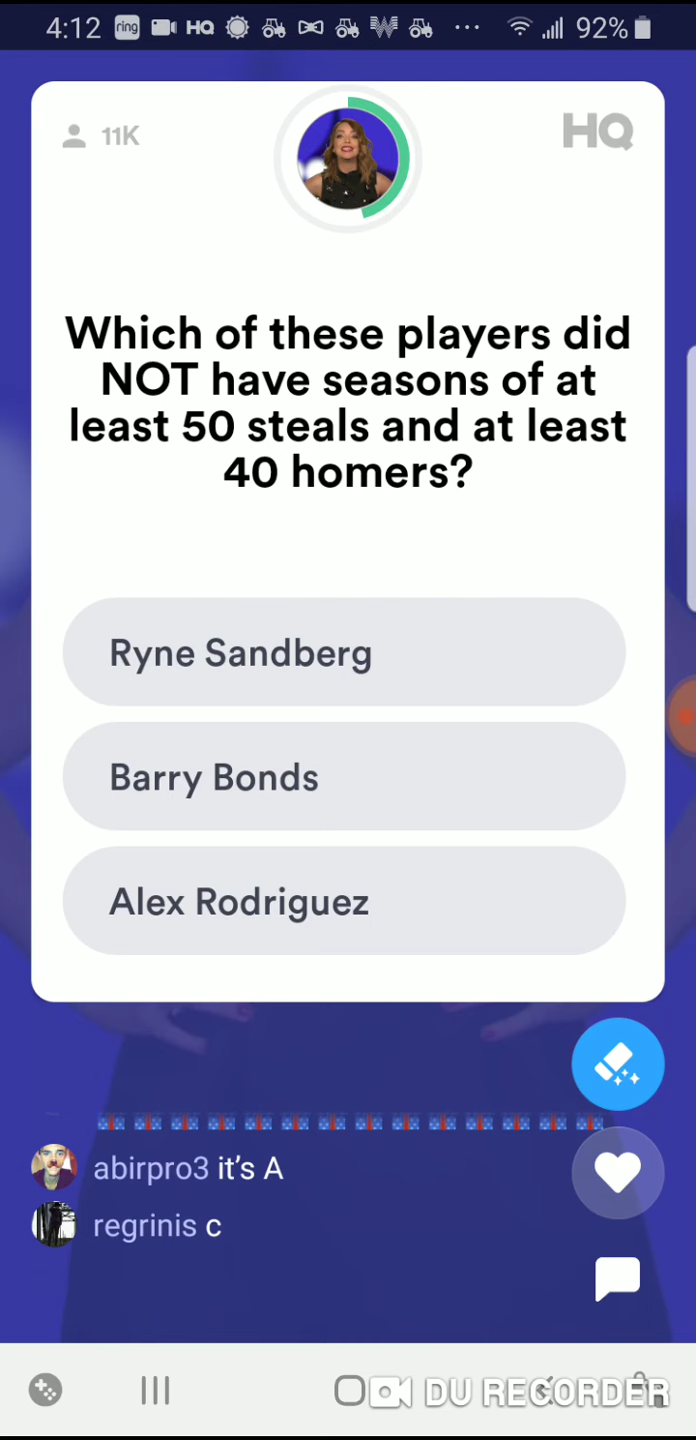 4:12 ring HQ 92%
11K
HQ
Which of these players did
NOT have seasons of at
least 50 steals and at least
40 homers?
Ryne Sandberg
Barry Bonds
Alex Rodriguez
abirpro3 it's A
regrinis c
DU RECORDER